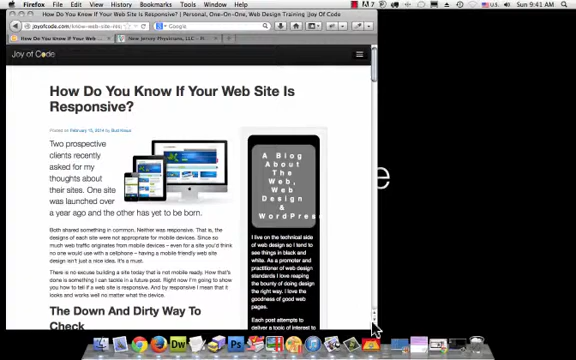 Firefox File Edit View History Bookmarks Tools Window Help
Sun 9:41 AM
How Do You Know If Your Web Site Is Responsive? | Personal, One-On-One, Web Design Training |Joy Of Code
Google
How Do You Know If Your Web Si...
New Jersey Physicians, LLC
Joy of Code
How Do You Know If Your Web Site Is
Responsive?
Posted on February 15, 2014 by
Two prospective
clients recently
asked for my
thoughts about
their sites. One site
was launched over
a year ago and the other has yet to be born.
Both shared something in common. Neither was responsive. That is, the
designs of each site were not appropriate for mobile devices. Since so
much web traffic originates from mobile devices – even for a site you'd think
no one would use with a cellphone – having a mobile friendly web site
design isn't just a nice idea. It's a must.
There is no excuse building a site today that is not mobile ready. How that's
done is something I can tackle in a future post. Right now I'm going to show
you how to tell if a web site is responsive. And by responsive I mean that it
looks and works well no matter what the device.
The Down And Dirty Way To
Check
A Blog
About
The
Web,
Web
Design
&
WordPres
I live on the technical side
of web design so I tend to
see things in black and
white. As a promoter and
practitioner of web design
standards I love reaping
the bounty of doing design
the right way. I love the
goodness of good web
pages.
Each post attempts to
deliver a tool of interest to
e
Dw
Ps